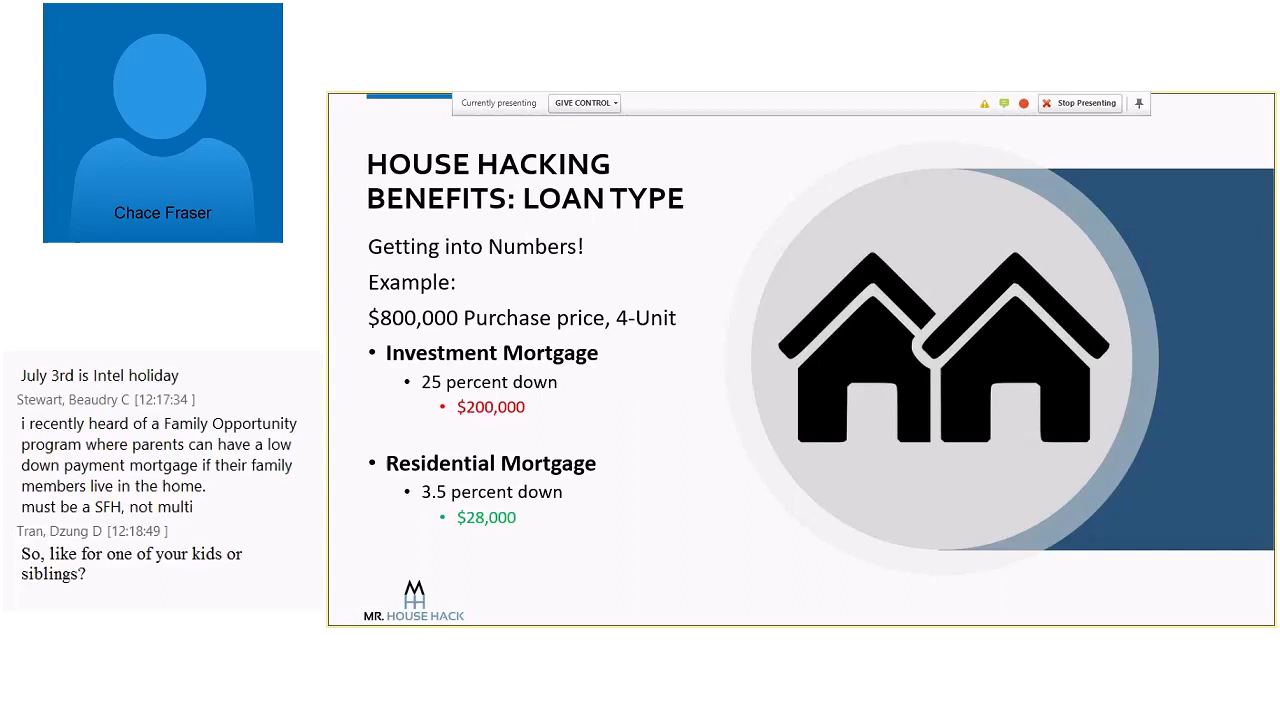 Chace Fraser
July 3rd is Intel holiday
Stewart, Beaudry C [12:17:34 ]
i recently heard of a Family Opportunity
program where parents can have a low
down payment mortgage if their family
members live in the home.
must be a SFH, not multi
Tran, Dzung D [12:18:49 ]
So, like for one of your kids or
siblings?
Currently presenting
GIVE CONTROL
Stop Presenting
HOUSE HACKING
BENEFITS: LOAN TYPE
Getting into Numbers!
Example:
$800,000 Purchase price, 4-Unit
• Investment Mortgage
• 25 percent down
• $200,000
• Residential Mortgage
• 3.5 percent down
• $28,000
MR. HOUSE HACK